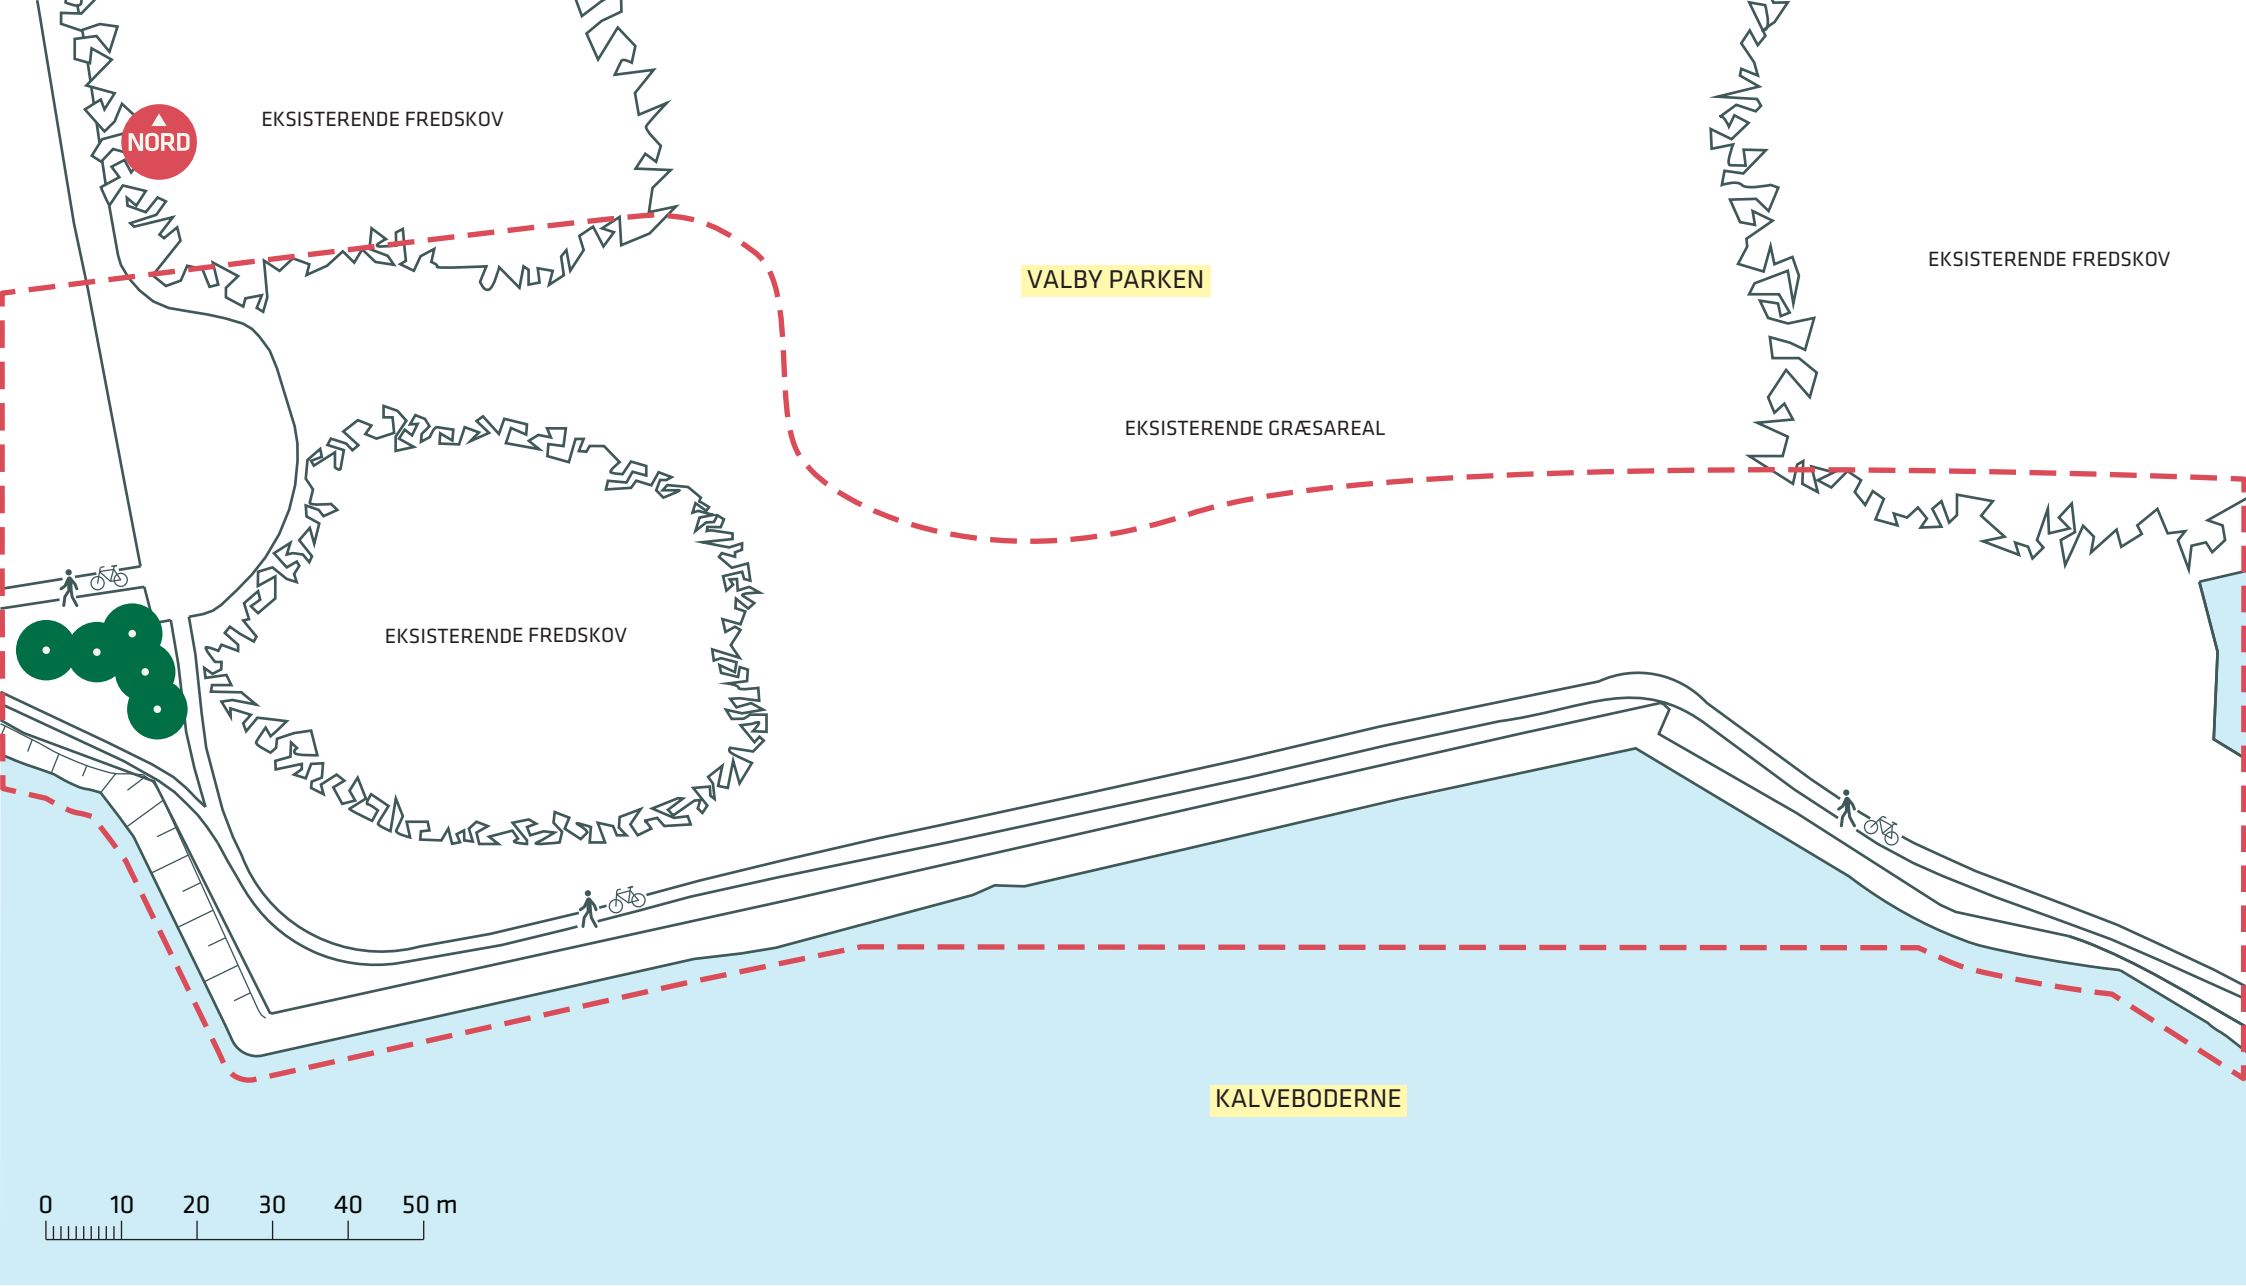 EKSISTERENDE FREDSKOV
NORD
EKSISTERENDE FREDSKOV
VALBY PARKEN
EKSISTERENDE GRÆSAREAL
EKSISTERENDE FREDSKOV
KALVEBODERNE
0 10 20 30 40 50 m